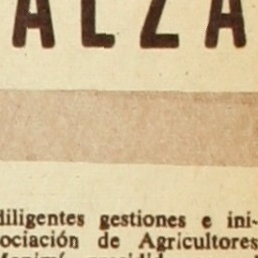 ALZA
diligentes gestiones e ini-
ociación de Agricultores